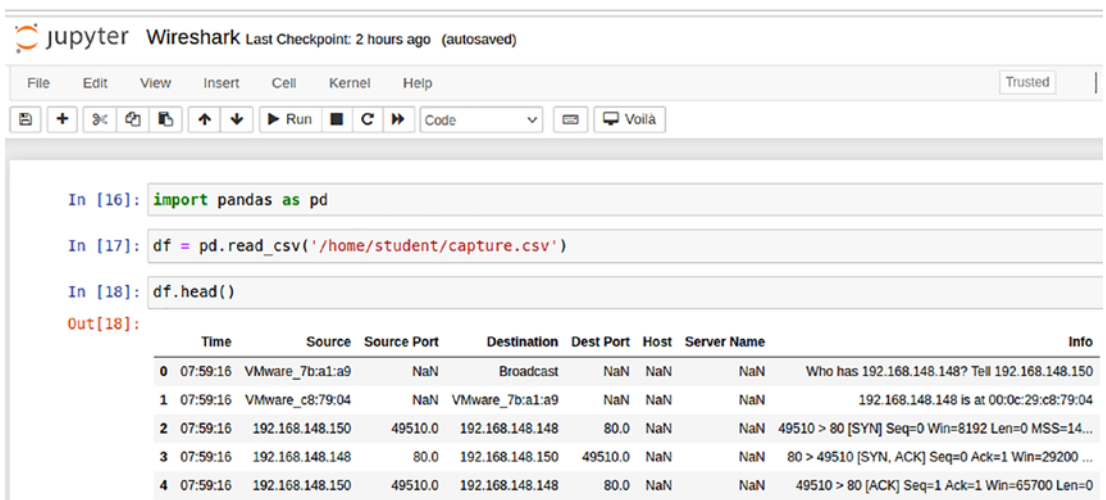 jupyter Wireshark Last Checkpoint: 2 hours ago (autosaved)
File Edit View Insert Cell Kernel Help Trusted
Run Code Voilà
In [16]: import pandas as pd
In [17]: df = pd.read_csv('/home/student/capture.csv')
In [18]: df.head()
Out[18]:
Time Source Source Port Destination Dest Port Host Server Name Info
0 07:59:16 VMware_7b:a1:a9 NaN Broadcast NaN NaN NaN Who has 192.168.148.148? Tell 192.168.148.150
1 07:59:16 VMware_c8:79:04 NaN VMware_7b:a1:a9 NaN NaN NaN 192.168.148.148 is at 00:0c:29:c8:79:04
2 07:59:16 192.168.148.150 49510.0 192.168.148.148 80.0 NaN NaN 49510 > 80 [SYN] Seq=0 Win=8192 Len=0 MSS=14...
3 07:59:16 192.168.148.148 80.0 192.168.148.150 49510.0 NaN NaN 80 > 49510 [SYN, ACK] Seq=0 Ack=1 Win=29200 ...
4 07:59:16 192.168.148.150 49510.0 192.168.148.148 80.0 NaN NaN 49510 > 80 [ACK] Seq=1 Ack=1 Win=65700 Len=0